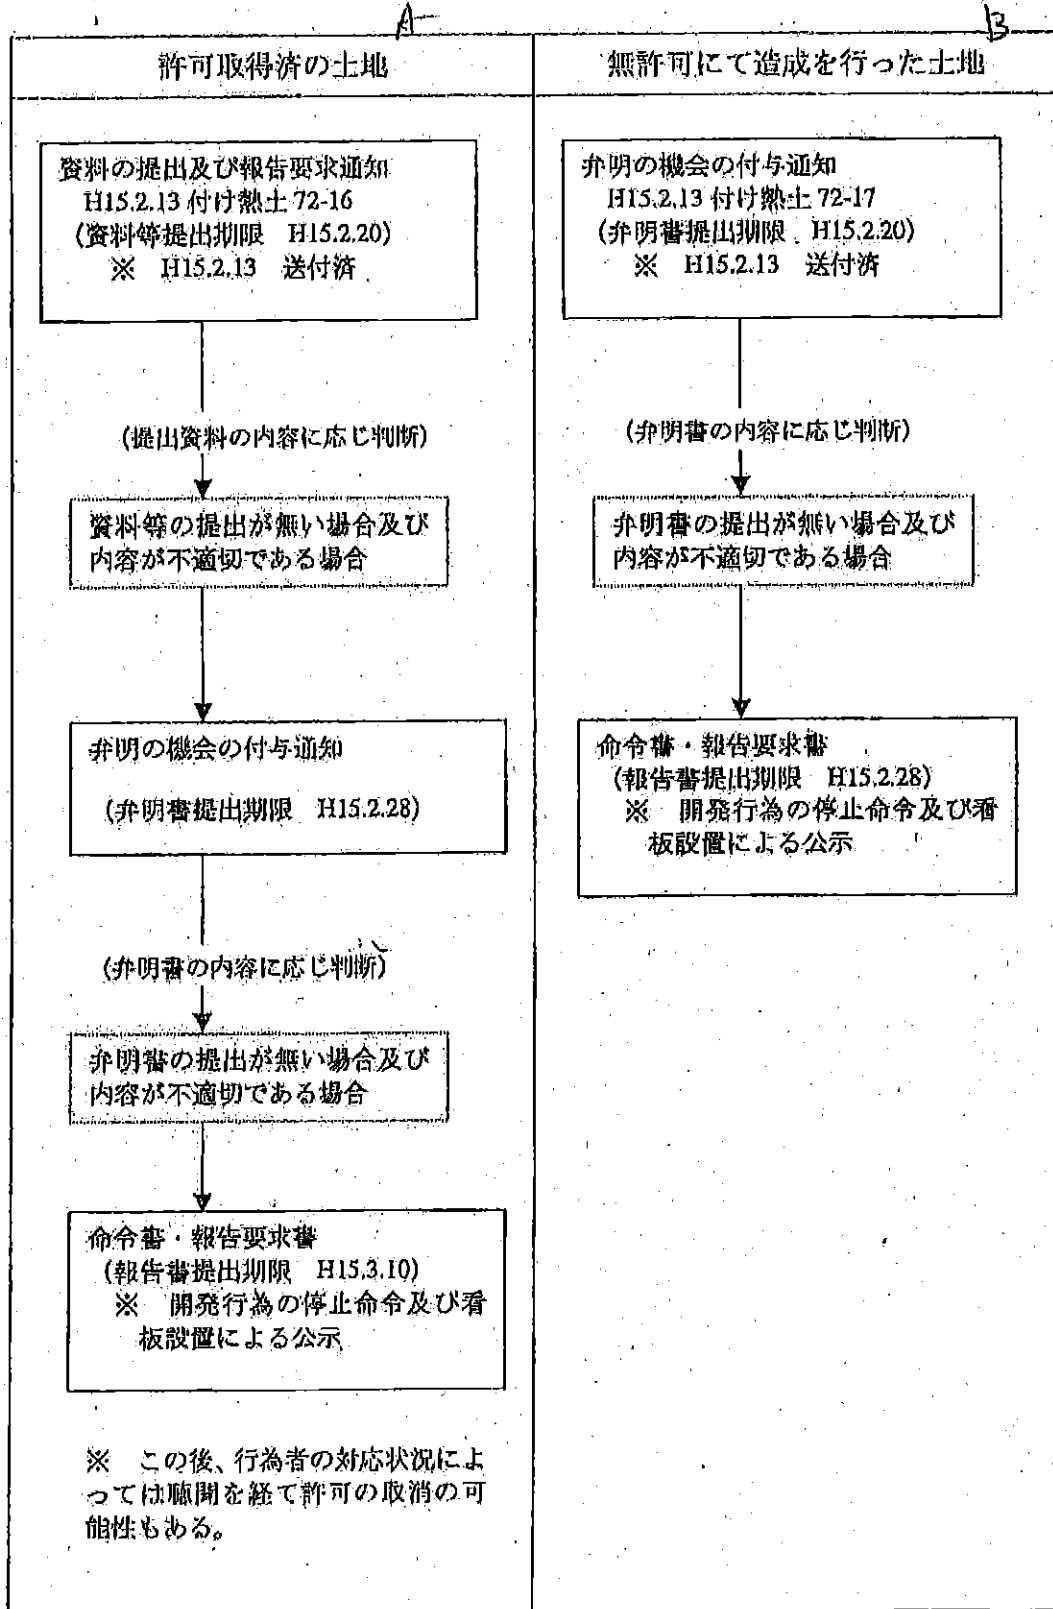 A
許可取得済の土地
資料の提出及び報告要求通知
H15.2.13 付け熱土 72-16
(資料等提出期限 H15.2.20)
※ H15.2.13 送付済
(提出資料の内容に応じ判断)
資料等の提出が無い場合及び
内容が不適切である場合
弁明の機会の付与通知
(弁明書提出期限 H15.2.28)
(弁明書の内容に応じ判断)
弁明書の提出が無い場合及び
内容が不適切である場合
命令書・報告要求書
(報告書提出期限 H15.3.10)
※ 開発行為の停止命令及び看
板設置による公示
※ この後、行為者の対応状況によ
っては聴聞を経て許可の取消の可
能性もある。
B
無許可にて造成を行った土地
弁明の機会の付与通知
H15.2.13 付け熱土 72-17
(弁明書提出期限 H15.2.20)
※ H15.2.13 送付済
(弁明書の内容に応じ判断)
弁明書の提出が無い場合及び
内容が不適切である場合
命令書・報告要求書
(報告書提出期限 H15.2.28)
※ 開発行為の停止命令及び看
板設置による公示